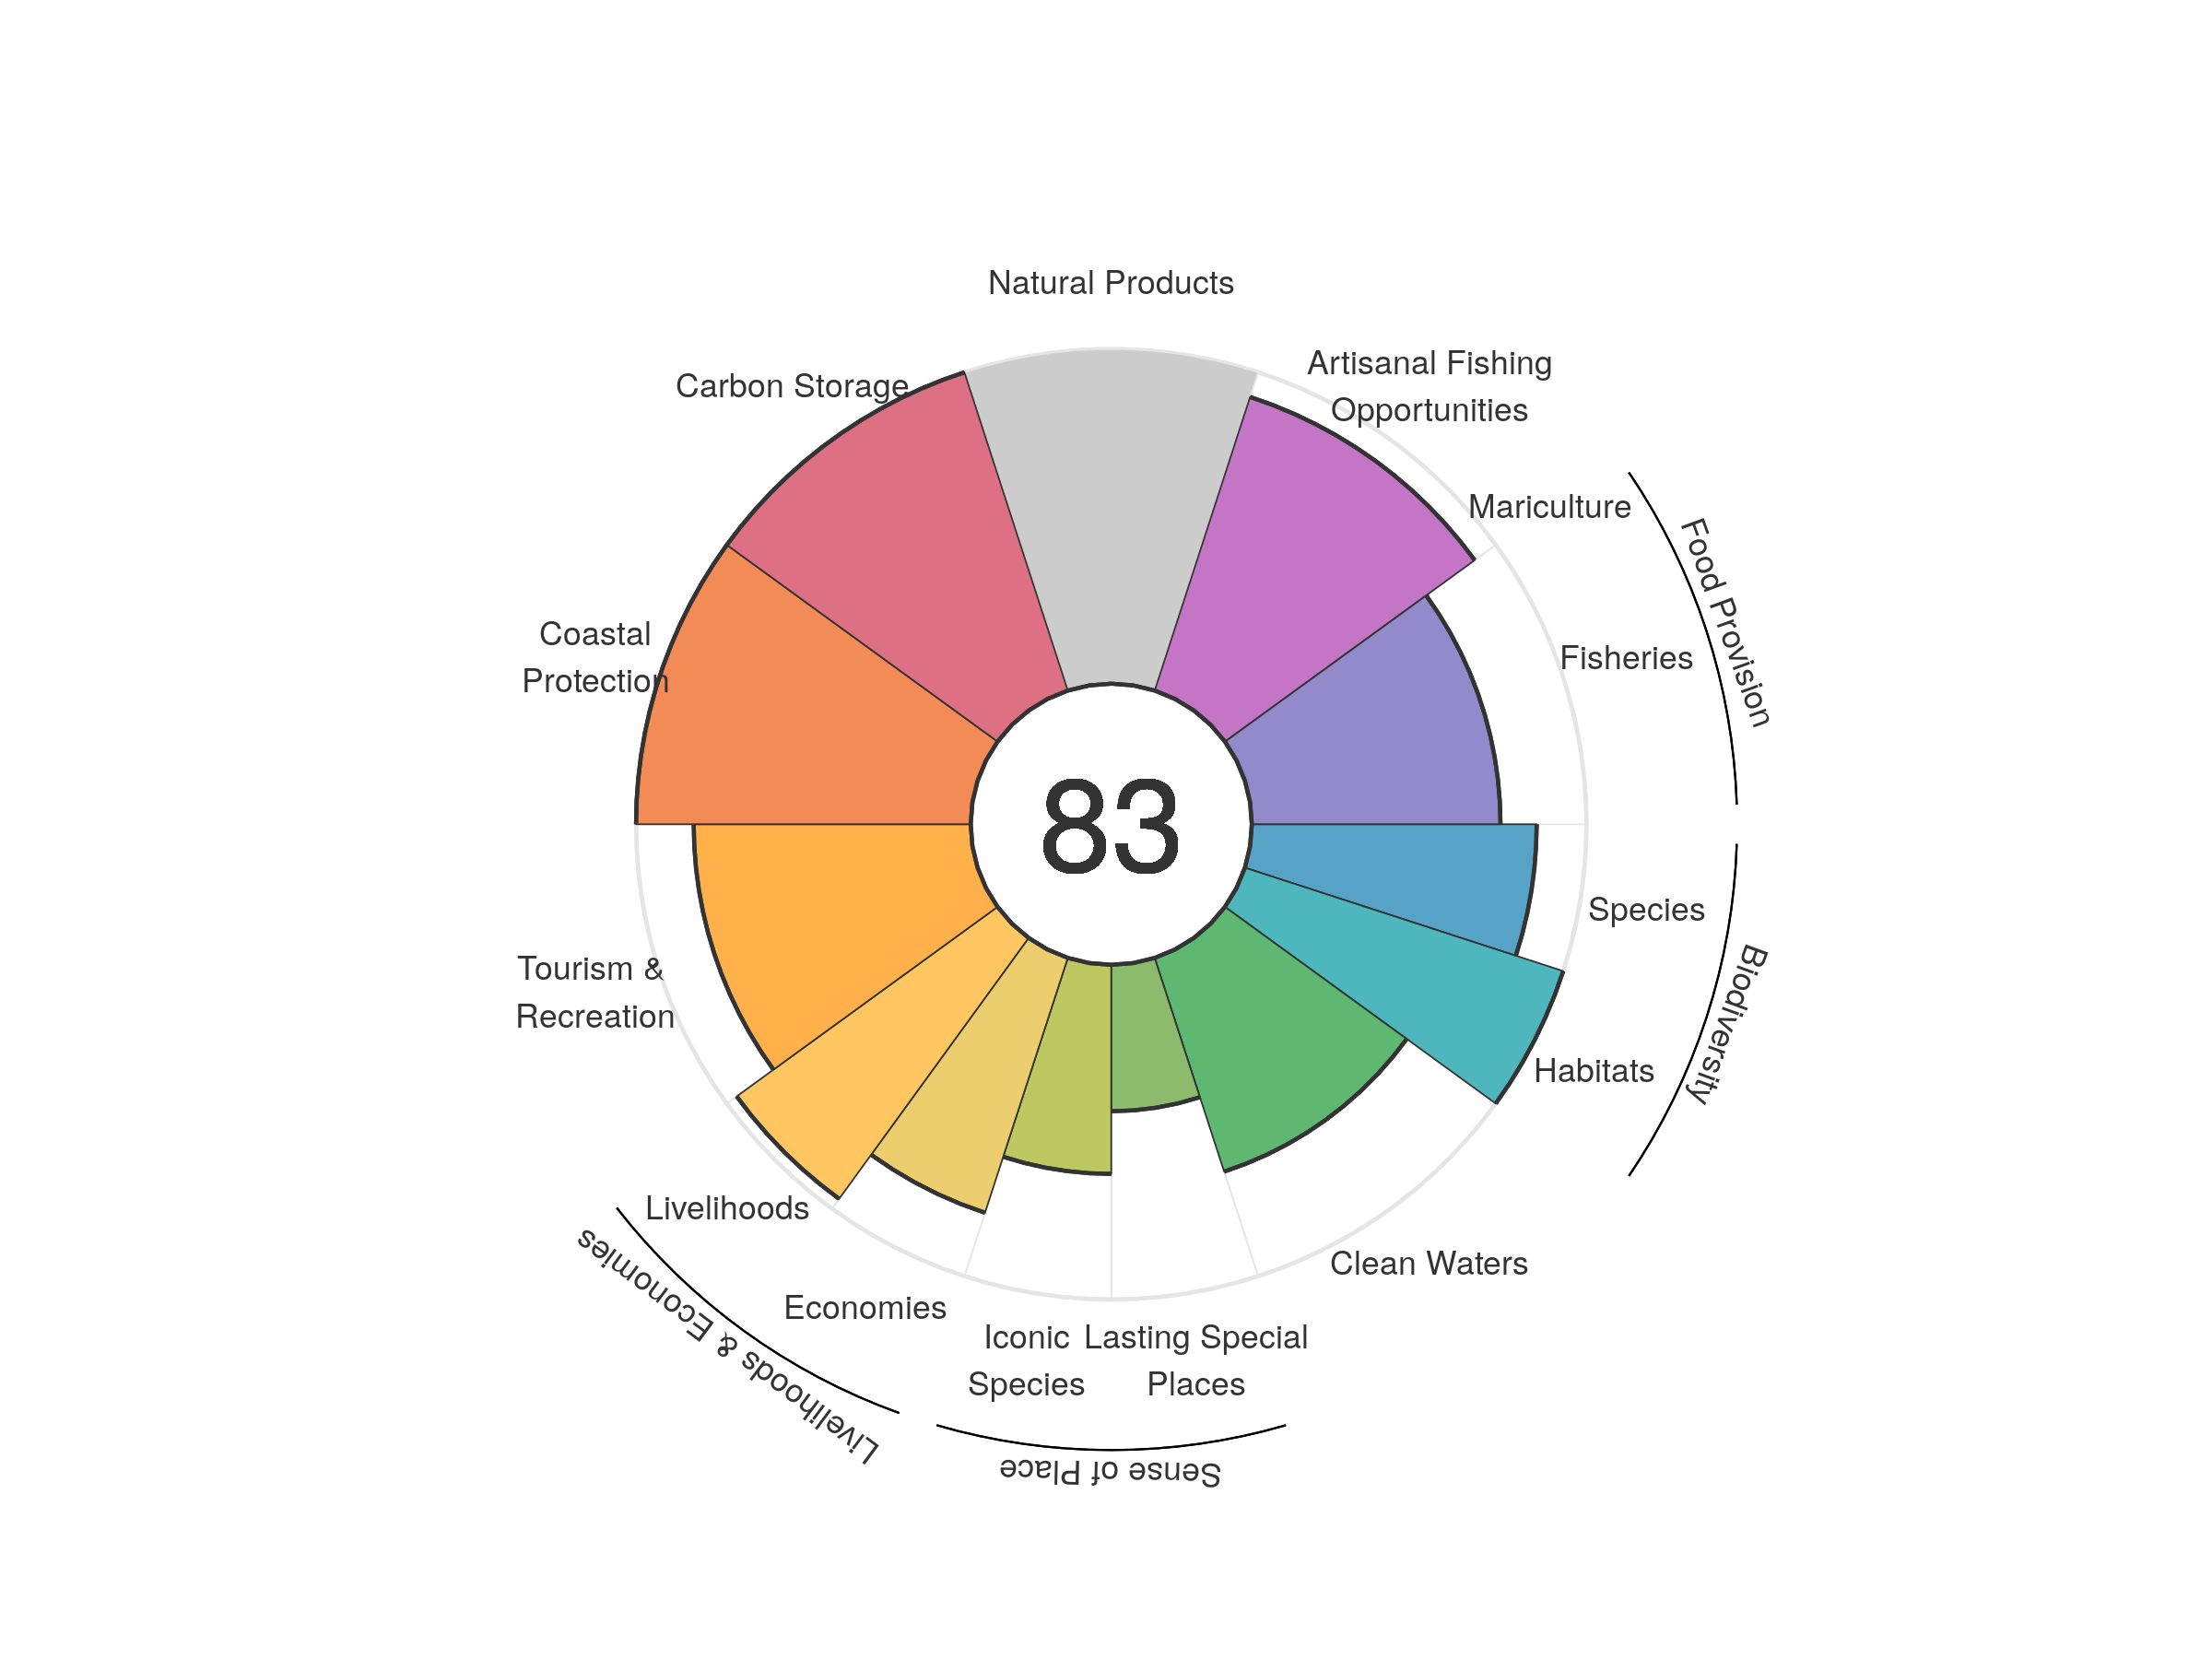 Natural Products
Artisanal Fishing
Opportunities
Carbon Storage
Mariculture
Food Provision
Fisheries
Coastal
Protection
83
Species
Biodiversity
Tourism &
Recreation
Habitats
Livelihoods
Livelihoods & Economies
Clean Waters
Economies
Iconic
Species
Lasting Special
Places
Sense of Place